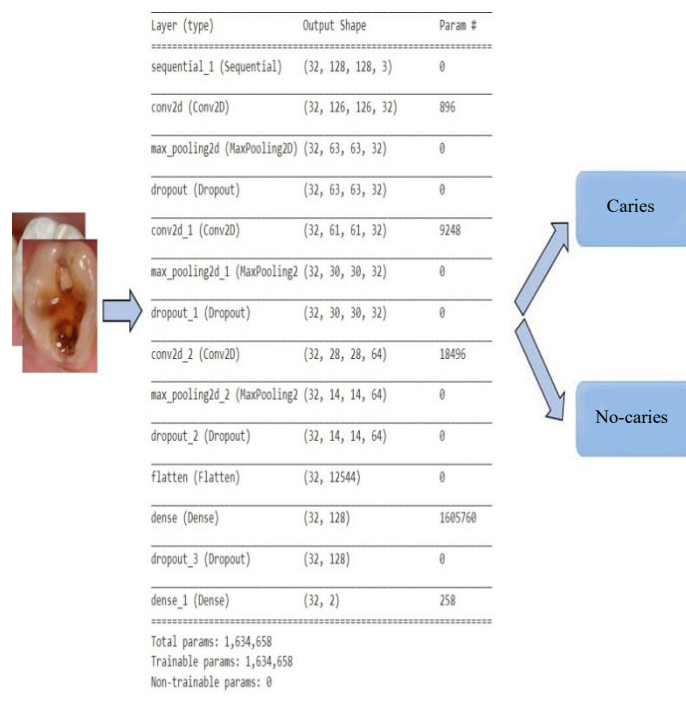 Layer (type) Output Shape Param #
sequential_1 (Sequential) (32, 128, 128, 3) 0
conv2d (Conv2D) (32, 126, 126, 32) 896
max_pooling2d (MaxPooling2D) (32, 63, 63, 32) 0
dropout (Dropout) (32, 63, 63, 32) 0
conv2d_1 (Conv2D) (32, 61, 61, 32) 9248
max_pooling2d_1 (MaxPooling2 (32, 30, 30, 32) 0
dropout_1 (Dropout) (32, 30, 30, 32) 0
conv2d_2 (Conv2D) (32, 28, 28, 64) 18496
max_pooling2d_2 (MaxPooling2 (32, 14, 14, 64) 0
dropout_2 (Dropout) (32, 14, 14, 64) 0
flatten (Flatten) (32, 12544) 0
dense (Dense) (32, 128) 1605760
dropout_3 (Dropout) (32, 128) 0
dense_1 (Dense) (32, 2) 258
Total params: 1,634,658
Trainable params: 1,634,658
Non-trainable params: 0
Caries
No-caries